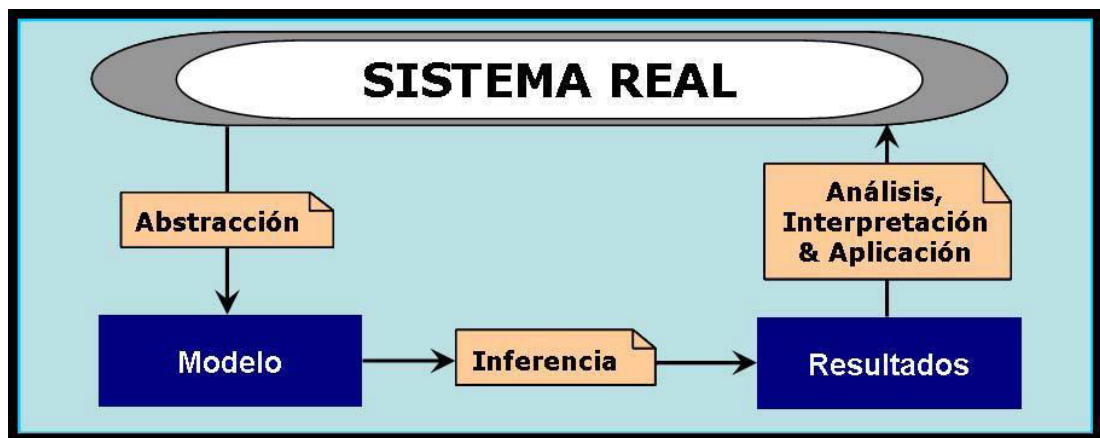 SISTEMA REAL
Abstracción
Análisis,
Interpretación
& Aplicación
Modelo
Inferencia
Resultados